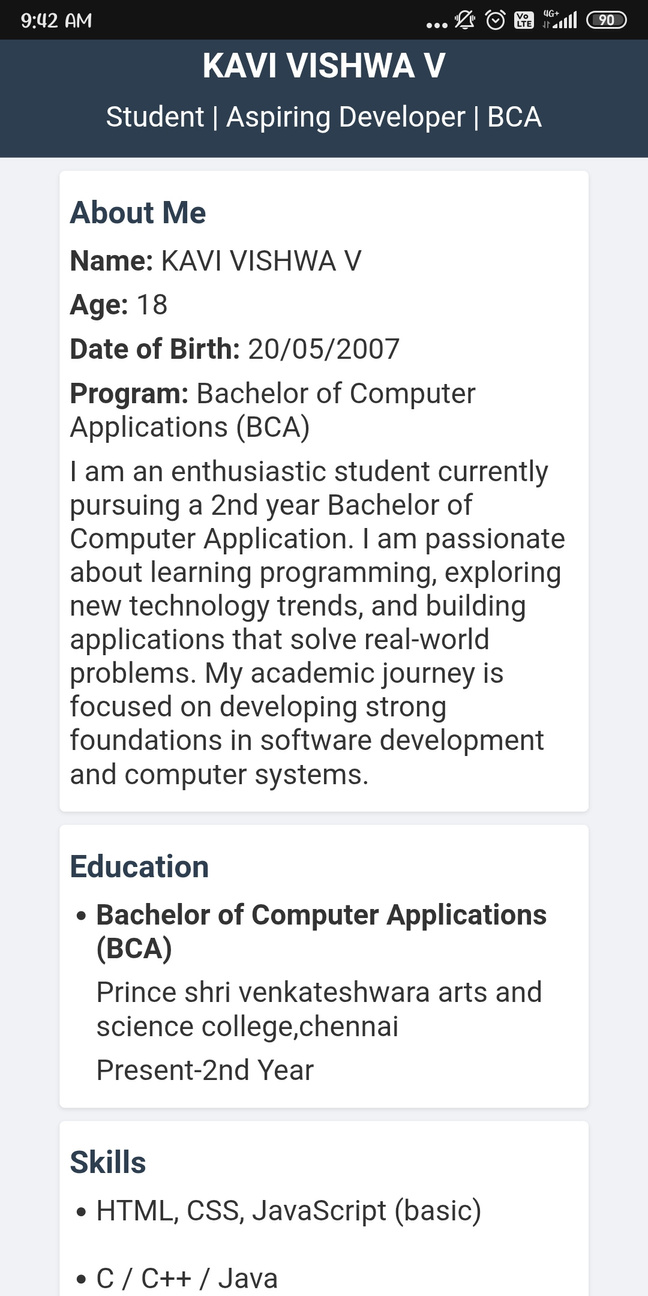 9:42 AM
... Vo LTE 4G+ 90
KAVI VISHWA V
Student | Aspiring Developer | BCA
About Me
Name: KAVI VISHWA V
Age: 18
Date of Birth: 20/05/2007
Program: Bachelor of Computer
Applications (BCA)
I am an enthusiastic student currently
pursuing a 2nd year Bachelor of
Computer Application. I am passionate
about learning programming, exploring
new technology trends, and building
applications that solve real-world
problems. My academic journey is
focused on developing strong
foundations in software development
and computer systems.
Education
• Bachelor of Computer Applications
(BCA)
Prince shri venkateshwara arts and
science college,chennai
Present-2nd Year
Skills
• HTML, CSS, JavaScript (basic)
• C / C++ / Java